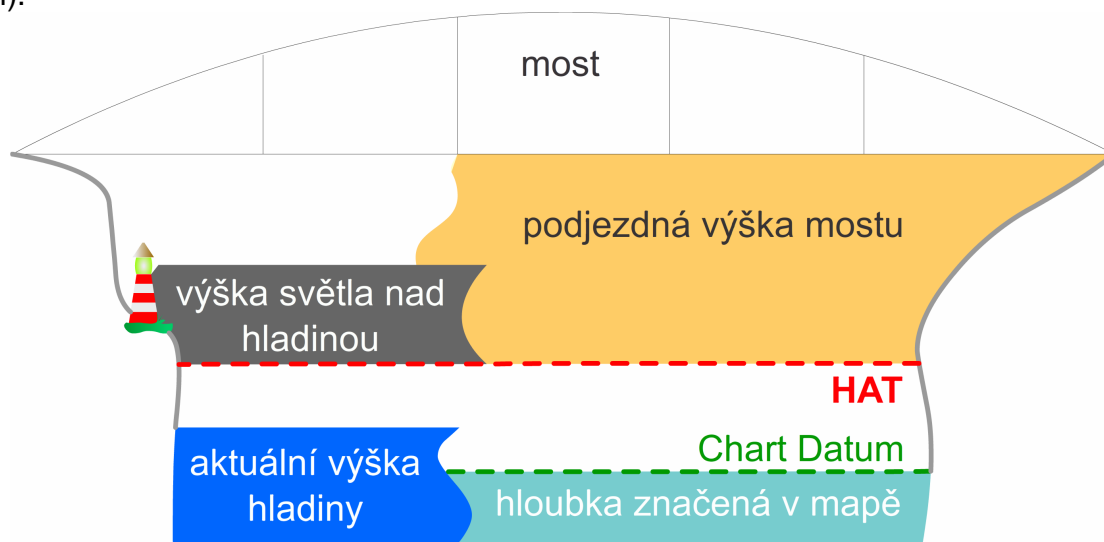 most
podjezdná výška mostu
výška světla nad
hladinou
HAT
Chart Datum
aktuální výška
hladiny
hloubka značená v mapě